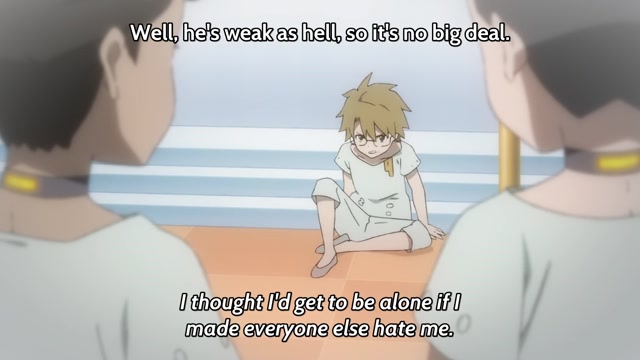 Well, he's weak as hell, so it's no big deal.
I thought I'd get to be alone if I
made everyone else hate me.